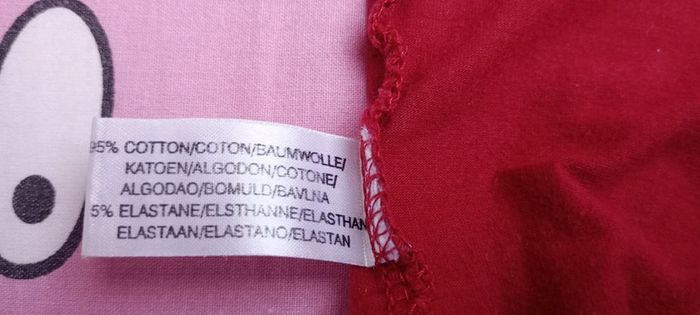 95% COTTON/COTON/BAUMWOLLE/
KATOEN/ALGODON/COTONE/
ALGODAO/BOMULD/BAVLNA
5% ELASTANE/ELSTHANNE/ELASTHAN
ELASTAAN/ELASTANO/ELASTAN